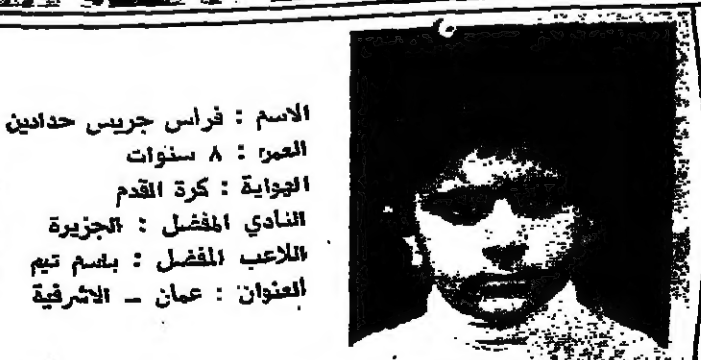 الاسم : فراس جريس حدادين
العمر : ٨ سنوات
الهواية : كرة القدم
النادي المفضل : الجزيرة
اللاعب المفضل : باسم تيم
العنوان : عمان – الاشرفية